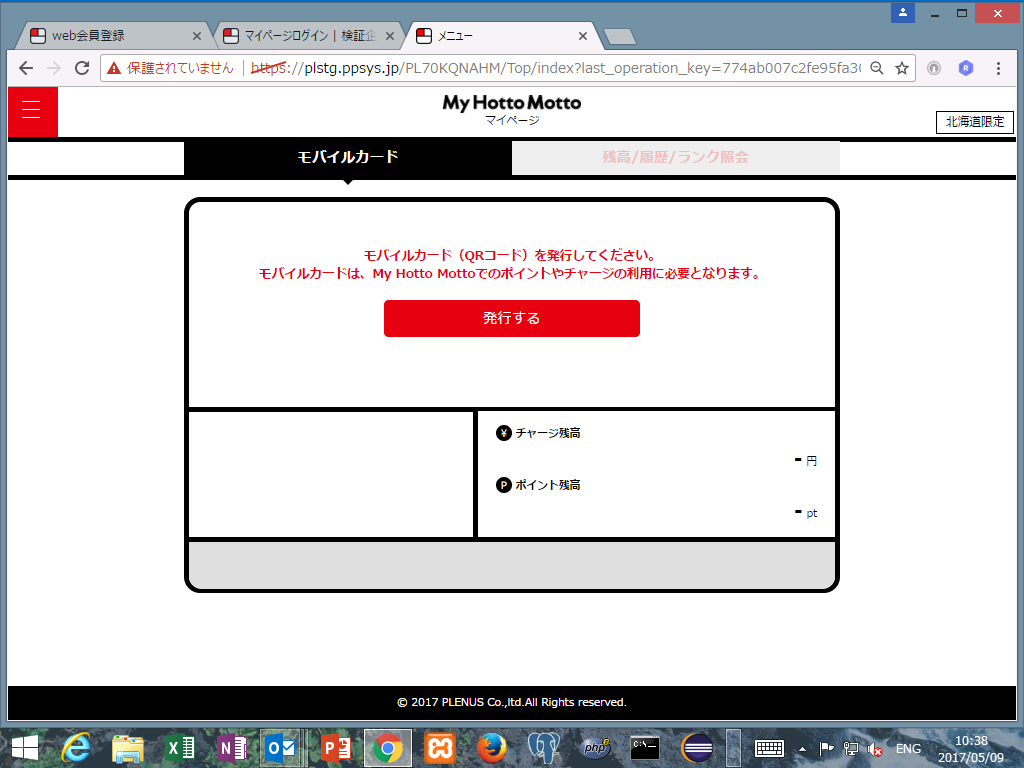 web会員登録
マイページログイン | 検証企
メニュー
保護されていません
https://plstg.ppsys.jp/PL70KQNAHM/Top/index?last_operation_key=774ab007c2fe95fa30
R
My Hotto Motto
マイページ
北海道限定
モバイルカード
残高/履歴/ランク照会
モバイルカード（QRコード）を発行してください。
モバイルカードは、My Hotto Mottoでのポイントやチャージの利用に必要となります。
発行する
¥ チャージ残高
- 円
P ポイント残高
- pt
© 2017 PLENUS Co.,ltd.All Rights reserved.
php
C:\_
ENG
10:38
2017/05/09